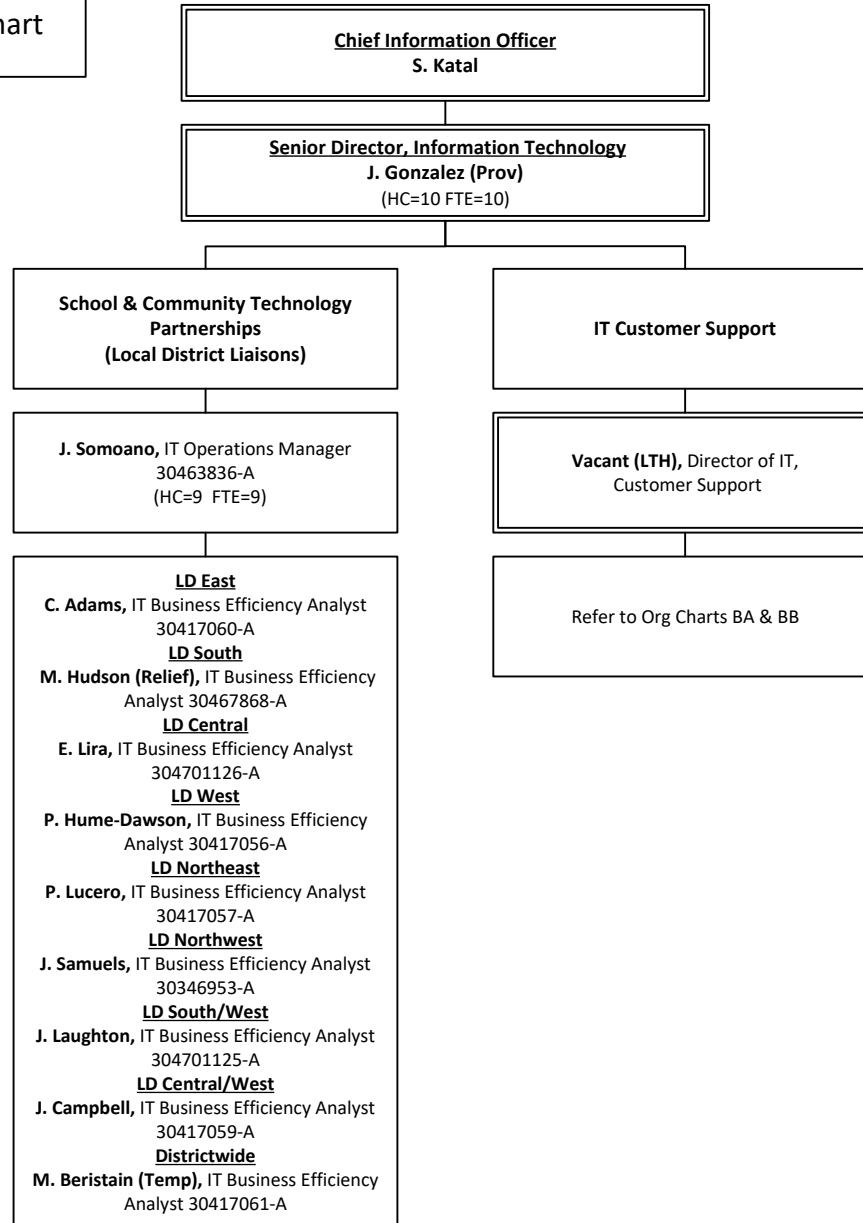 hart
Chief Information Officer
S. Katal
Senior Director, Information Technology
J. Gonzalez (Prov)
(HC=10 FTE=10)
School & Community Technology
Partnerships
(Local District Liaisons)
IT Customer Support
J. Somoano, IT Operations Manager
30463836-A
(HC=9 FTE=9)
Vacant (LTH), Director of IT,
Customer Support
LD East
C. Adams, IT Business Efficiency Analyst
30417060-A
LD South
M. Hudson (Relief), IT Business Efficiency
Analyst 30467868-A
LD Central
E. Lira, IT Business Efficiency Analyst
304701126-A
LD West
P. Hume-Dawson, IT Business Efficiency
Analyst 30417056-A
LD Northeast
P. Lucero, IT Business Efficiency Analyst
30417057-A
LD Northwest
J. Samuels, IT Business Efficiency Analyst
30346953-A
LD South/West
J. Laughton, IT Business Efficiency Analyst
304701125-A
LD Central/West
J. Campbell, IT Business Efficiency Analyst
30417059-A
Districtwide
M. Beristain (Temp), IT Business Efficiency
Analyst 30417061-A
Refer to Org Charts BA & BB